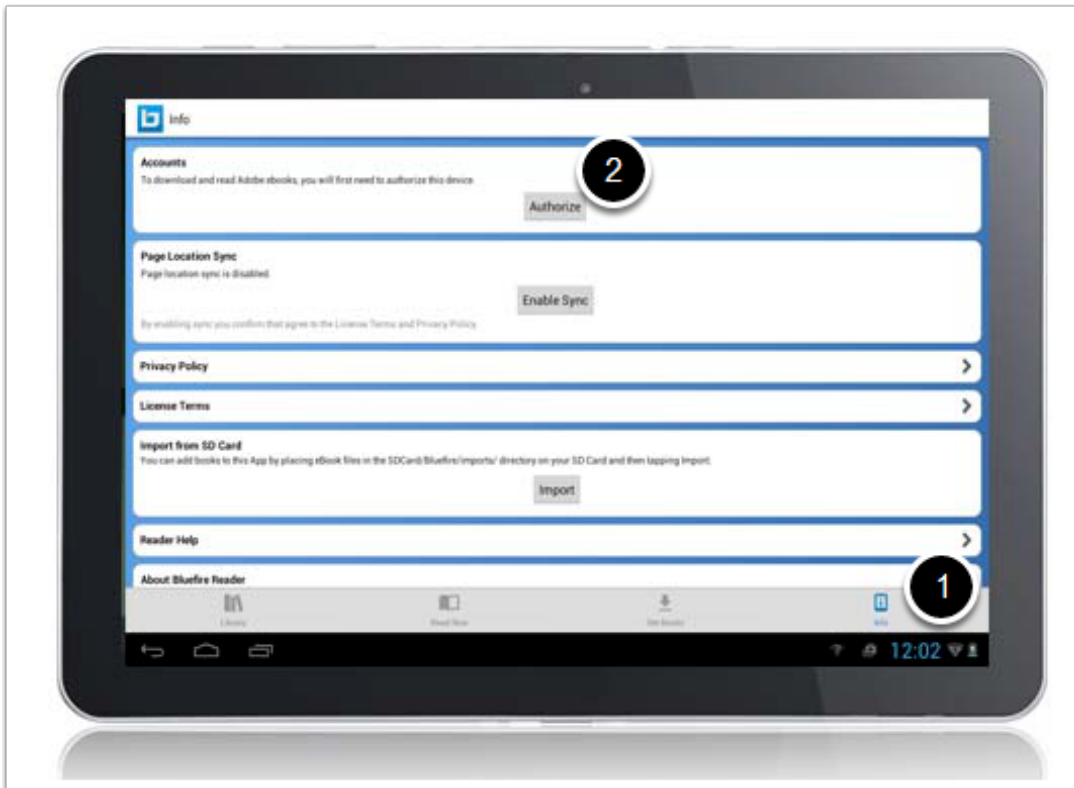 Info
Accounts
To download and read Adobe ebooks, you will first need to authorize this device
2
Authorize
Page Location Sync
Page location sync is disabled.
Enable Sync
By enabling sync you confirm that agree to the License Terms and Privacy Policy
Privacy Policy
License Terms
Import from SD Card
You can add books to this App by placing eBook files in the SDCard/Bluefire/imports/ directory on your SD Card and then tapping Import.
Import
Reader Help
About Bluefire Reader
1
Library
Read Now
Get Books
Info
12:02